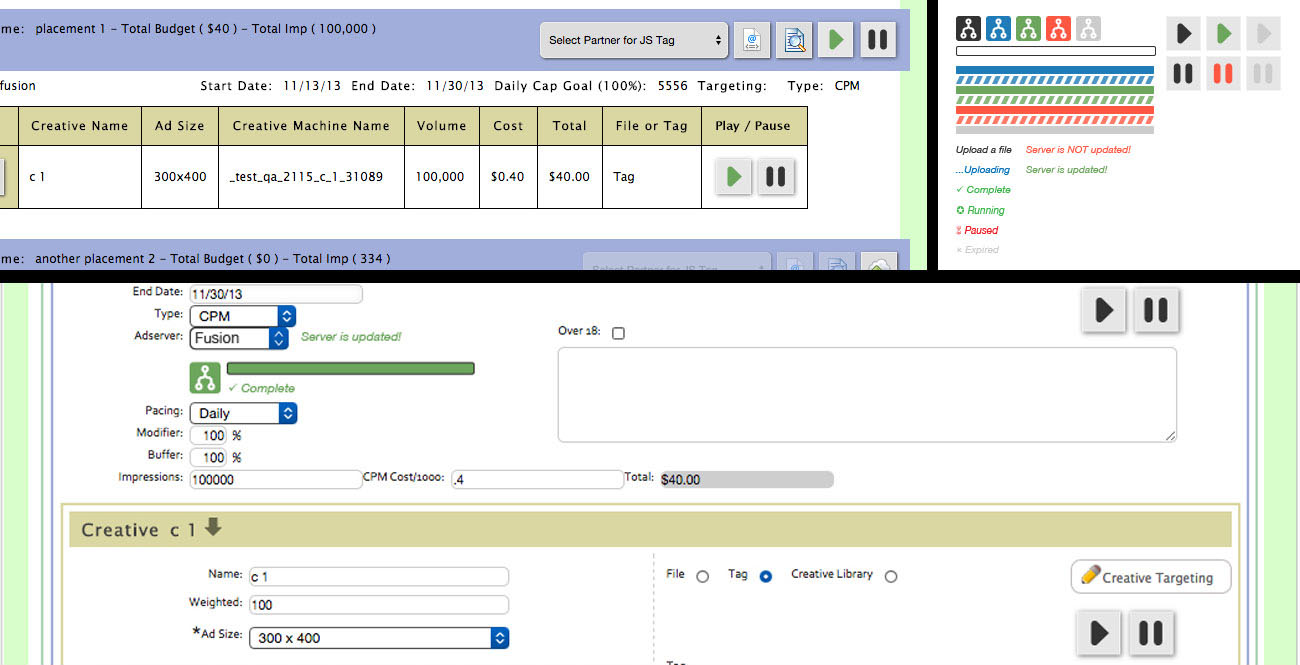 me: placement 1 – Total Budget ( $40 ) – Total Imp ( 100,000 )
Select Partner for JS Tag
fusion Start Date: 11/13/13 End Date: 11/30/13 Daily Cap Goal (100%): 5556 Targeting: Type: CPM
Creative Name Ad Size Creative Machine Name Volume Cost Total File or Tag Play / Pause
c 1 300x400 _test_qa_2115_c_1_31089 100,000 $0.40 $40.00 Tag
me: another placement 2 – Total Budget ( $0 ) – Total Imp ( 334 )
Select Partner for JS Tag
Upload a file Server is NOT updated!
...Uploading Server is updated!
✓ Complete
Running
Paused
× Expired
End Date: 11/30/13
Type: CPM
Adserver: Fusion Server is updated!
Over 18:
✓ Complete
Pacing: Daily
Modifier: 100 %
Buffer: 100 %
Impressions: 100000 CPM Cost/1000: .4 Total: $40.00
Creative c 1
Name: c 1 File Tag Creative Library
Creative Targeting
Weighted: 100
*Ad Size: 300 x 400